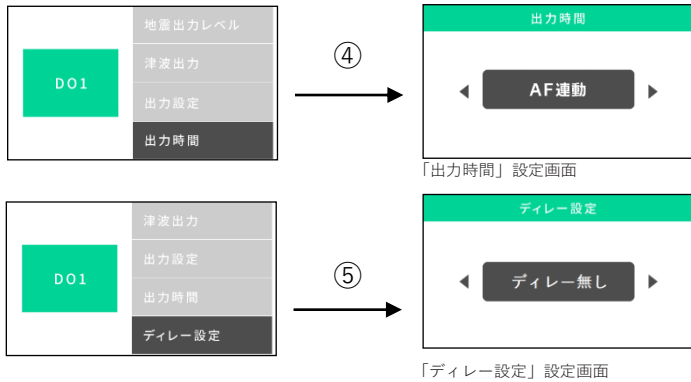 地震出力レベル
津波出力
DO1
出力設定
出力時間
④
出力時間
AF連動
「出力時間」設定画面
津波出力
出力設定
DO1
出力時間
ディレー設定
⑤
ディレー設定
ディレー無し
「ディレー設定」設定画面